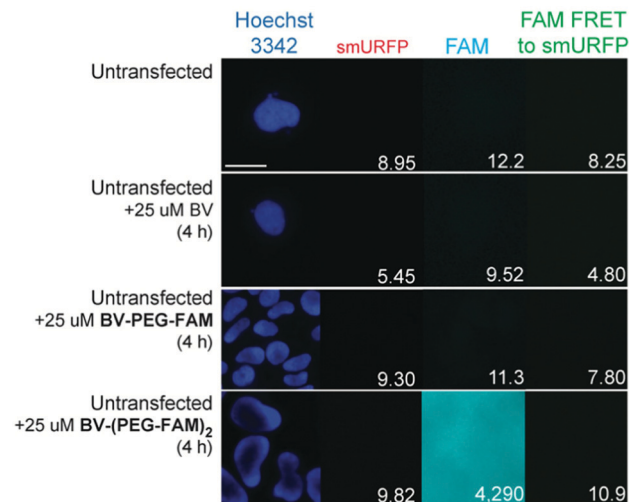 Hoechst
3342
smURFP
FAM
FAM FRET
to smURFP
Untransfected
8.95
12.2
8.25
Untransfected
+25 uM BV
(4 h)
5.45
9.52
4.80
Untransfected
+25 uM BV-PEG-FAM
(4 h)
9.30
11.3
7.80
Untransfected
+25 uM BV-(PEG-FAM)2
(4 h)
9.82
4,290
10.9